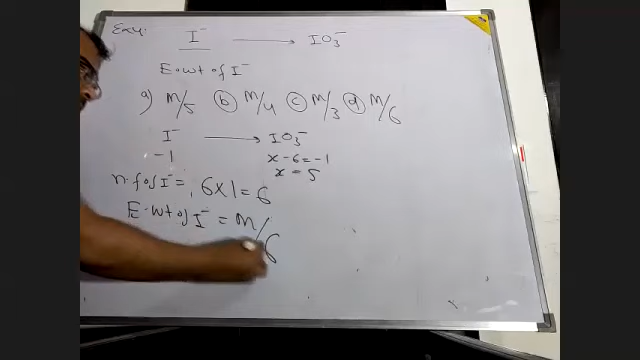 Ex4:
I⁻ → IO₃⁻
E·wt of I⁻
a) M/5 (b) M/4 (c) M/3 (d) M/6
I⁻ → IO₃⁻
-1 x-6=-1
x=5
n.f of I⁻ = 6×1=6
E·wt of I⁻ = M/6